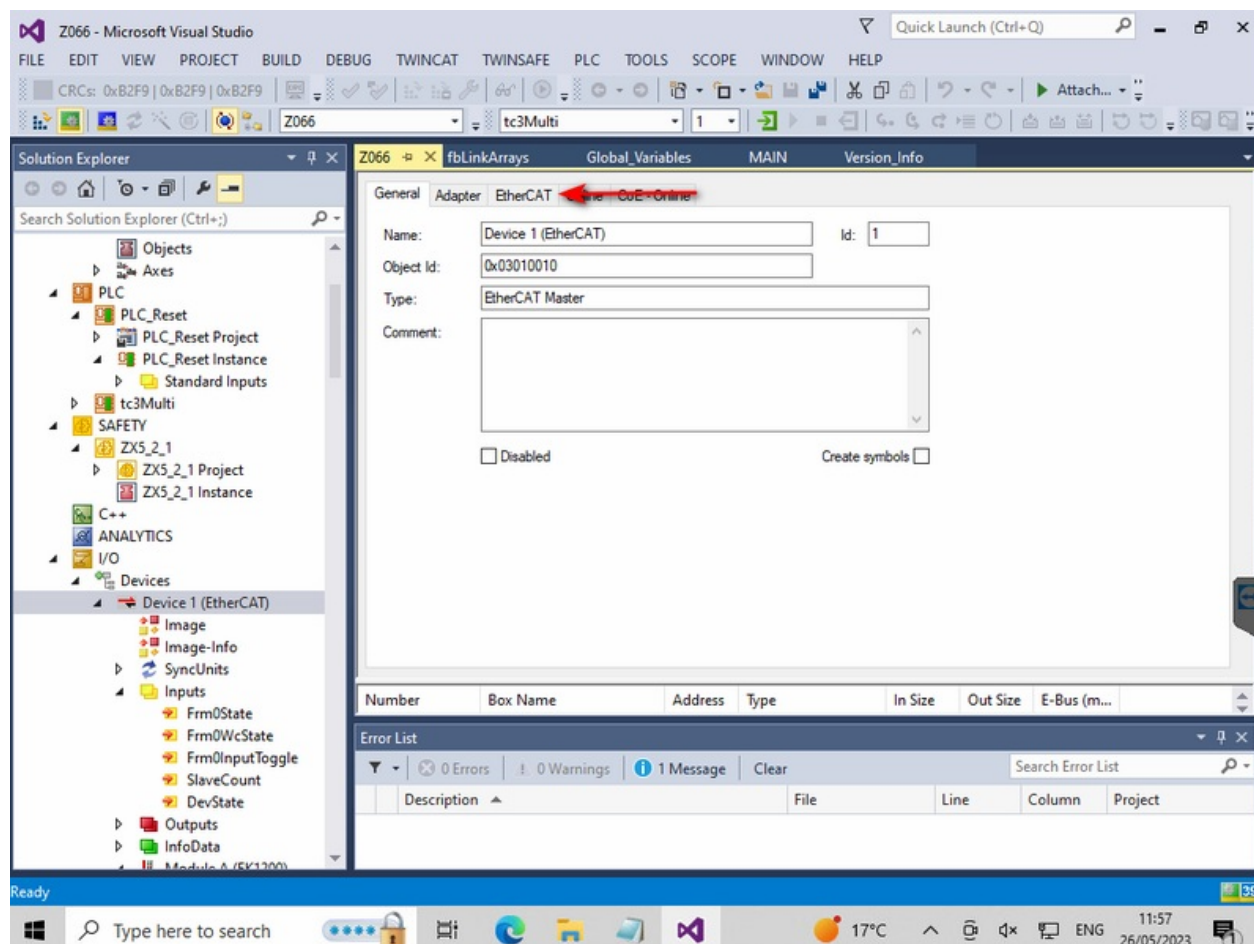 Z066 - Microsoft Visual Studio
Quick Launch (Ctrl+Q)
FILE EDIT VIEW PROJECT BUILD DEBUG TWINCAT TWINSAFE PLC TOOLS SCOPE WINDOW HELP
CRCs: 0xB2F9 | 0xB2F9 | 0xB2F9
Attach...
Z066
tc3Multi
1
Solution Explorer
Search Solution Explorer (Ctrl+;)
Objects
Axes
PLC
PLC_Reset
PLC_Reset Project
PLC_Reset Instance
Standard Inputs
tc3Multi
SAFETY
ZX5_2_1
ZX5_2_1 Project
ZX5_2_1 Instance
C++
ANALYTICS
I/O
Devices
Device 1 (EtherCAT)
Image
Image-Info
SyncUnits
Inputs
Frm0State
Frm0WcState
Frm0InputToggle
SlaveCount
DevState
Outputs
InfoData
Z066 fbLinkArrays Global_Variables MAIN Version_Info
General Adapter EtherCAT CoE - Online
Name: Device 1 (EtherCAT) Id: 1
Object Id: 0x03010010
Type: EtherCAT Master
Comment:
Disabled Create symbols
Number Box Name Address Type In Size Out Size E-Bus (m...
Error List
0 Errors 0 Warnings 1 Message Clear Search Error List
Description File Line Column Project
Ready
Type here to search
17°C ENG 11:57
26/05/2023